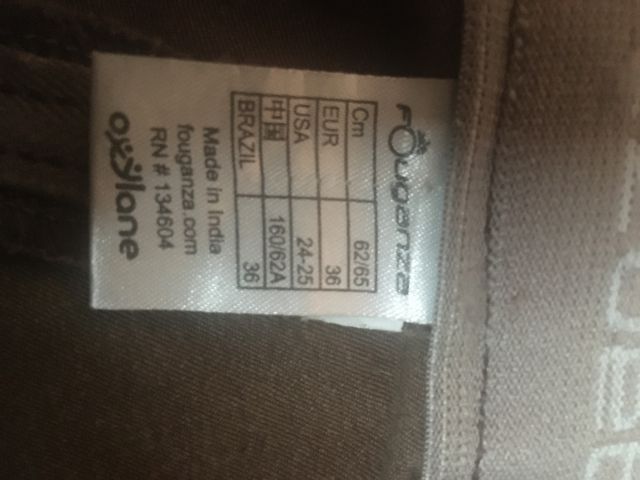 Fouganza
Cm 62/65
EUR 36
USA 24-25
中国 160/62A
BRAZIL 36
Made in India
fouganza.com
RN # 134604
oxylane